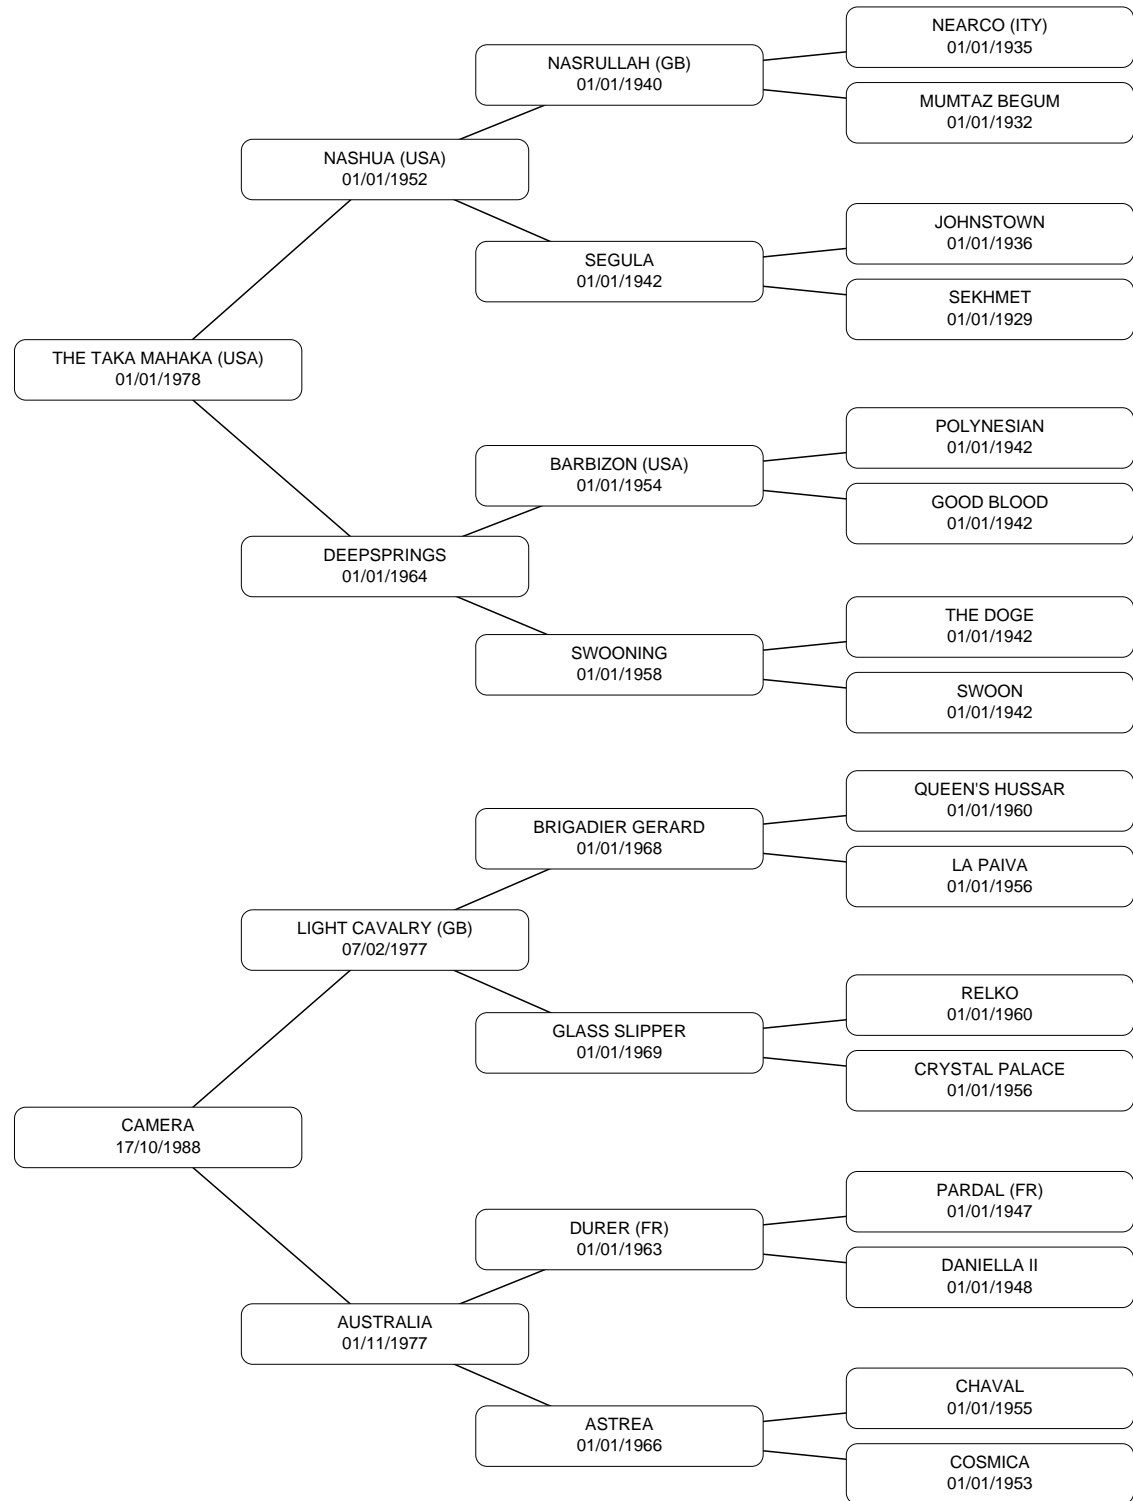 NEARCO (ITY)
01/01/1935
NASRULLAH (GB)
01/01/1940
MUMTAZ BEGUM
01/01/1932
NASHUA (USA)
01/01/1952
JOHNSTOWN
01/01/1936
SEGULA
01/01/1942
SEKHMET
01/01/1929
THE TAKA MAHAKA (USA)
01/01/1978
POLYNESIAN
01/01/1942
BARBIZON (USA)
01/01/1954
GOOD BLOOD
01/01/1942
DEEPSPRINGS
01/01/1964
THE DOGE
01/01/1942
SWOONING
01/01/1958
SWOON
01/01/1942
QUEEN'S HUSSAR
01/01/1960
BRIGADIER GERARD
01/01/1968
LA PAIVA
01/01/1956
LIGHT CAVALRY (GB)
07/02/1977
RELKO
01/01/1960
GLASS SLIPPER
01/01/1969
CRYSTAL PALACE
01/01/1956
CAMERA
17/10/1988
PARDAL (FR)
01/01/1947
DURER (FR)
01/01/1963
DANIELLA II
01/01/1948
AUSTRALIA
01/11/1977
CHAVAL
01/01/1955
ASTREA
01/01/1966
COSMICA
01/01/1953